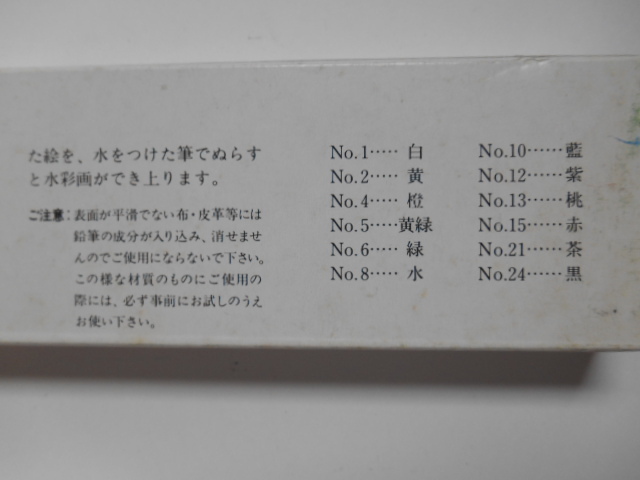 た絵を、水をつけた筆でぬらす
と水彩画ができ上ります。
ご注意：表面が平滑でない布・皮革等には
鉛筆の成分が入り込み、消せませ
んのでご使用にならないで下さい。
この様な材質のものにご使用の
際には、必ず事前にお試しのうえ
お使い下さい。
No.1‥‥‥白
No.2‥‥‥黄
No.4‥‥‥橙
No.5‥‥‥黄緑
No.6‥‥‥緑
No.8‥‥‥水
No.10‥‥‥藍
No.12‥‥‥紫
No.13‥‥‥桃
No.15‥‥‥赤
No.21‥‥‥茶
No.24‥‥‥黒